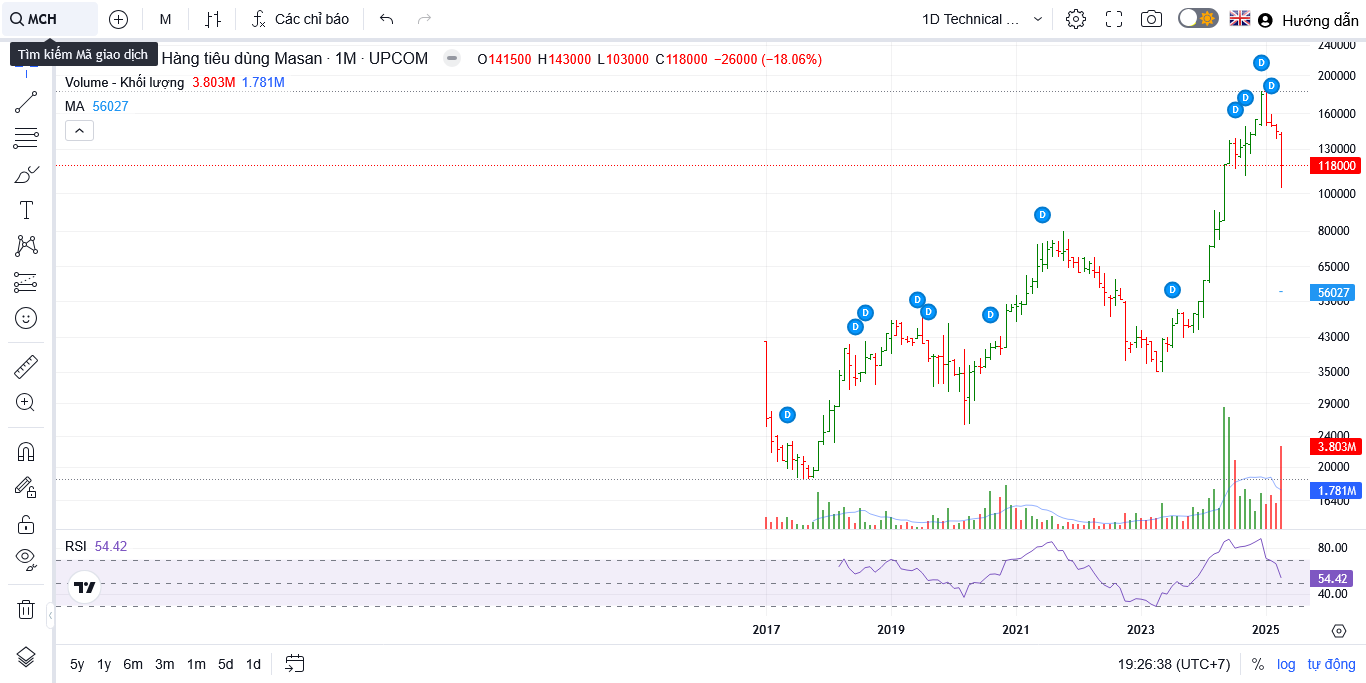 MCH
M
Các chỉ báo
1D Technical ...
Hướng dẫn
Tìm kiếm Mã giao dịch
Hàng tiêu dùng Masan · 1M · UPCOM
O141500 H143000 L103000 C118000 −26000 (−18.06%)
Volume - Khối lượng 3.803M 1.781M
MA 56027
240000
200000
160000
130000
118000
100000
80000
65000
56027
55000
43000
35000
29000
24000
3.803M
20000
1.781M
16400
D
D
D
D
D
D
D
D
D
D
D
D
RSI 54.42
80.00
54.42
40.00
2017 2019 2021 2023 2025
5y 1y 6m 3m 1m 5d 1d
19:26:38 (UTC+7) % log tự động